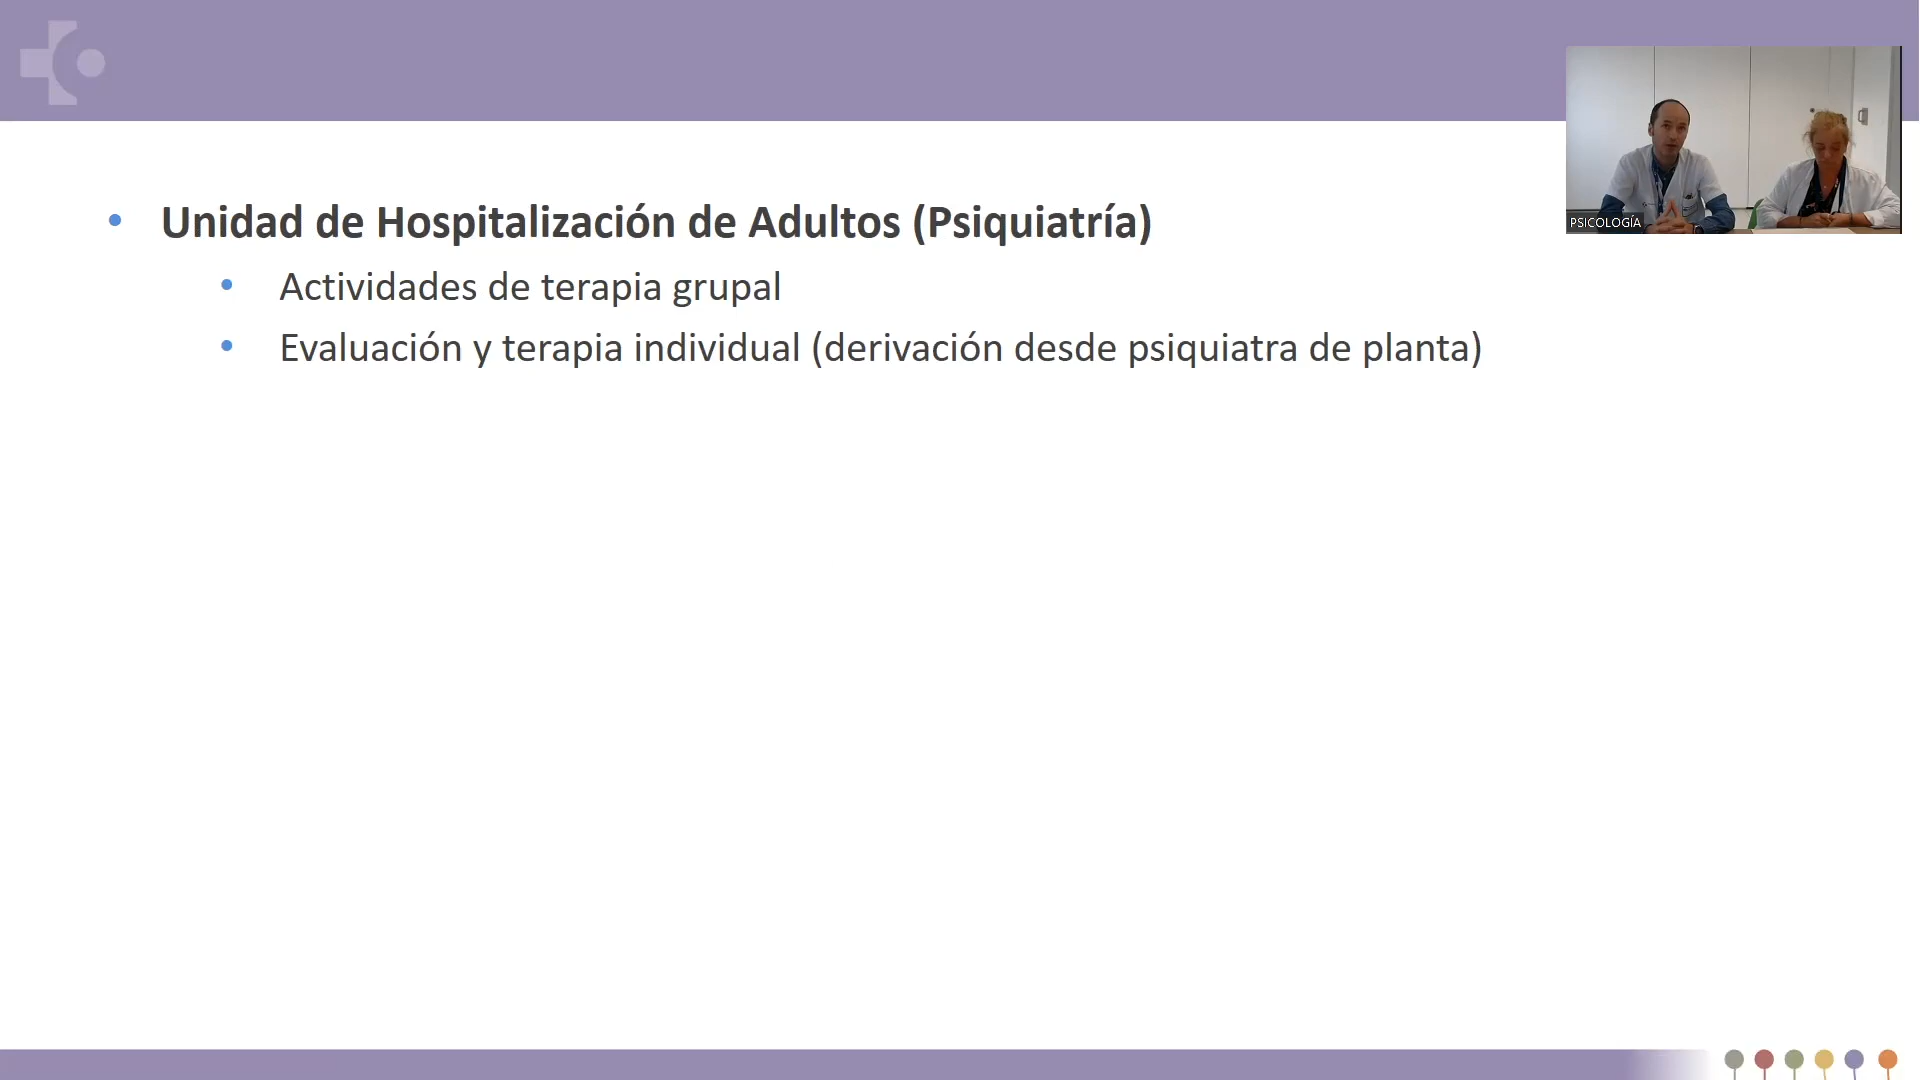 Unidad de Hospitalización de Adultos (Psiquiatría)
Actividades de terapia grupal
Evaluación y terapia individual (derivación desde psiquiatra de planta)
PSICOLOGÍA